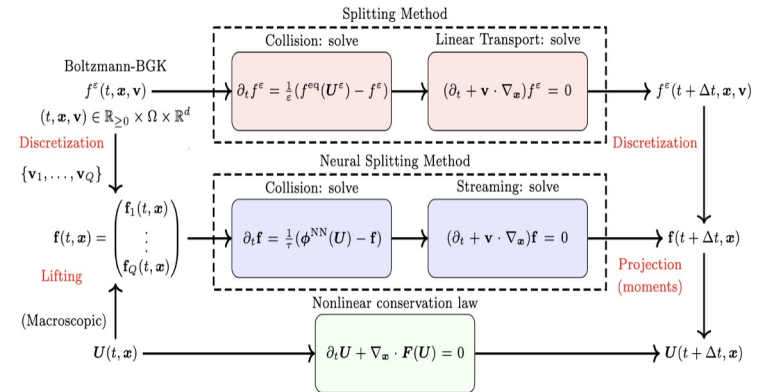 Splitting Method
Collision: solve
Linear Transport: solve
Boltzmann-BGK
f^ε(t, x, v)
∂_t f^ε = 1/ε (f^eq(U^ε) − f^ε)
(∂_t + v · ∇_x)f^ε = 0
f^ε(t + Δt, x, v)
(t, x, v) ∈ ℝ_≥0 × Ω × ℝ^d
Discretization
Discretization
{v_1, . . . , v_Q}
Neural Splitting Method
Collision: solve
Streaming: solve
f(t, x) =
f_1(t, x)
⋮
f_Q(t, x)
∂_t f = 1/τ (ϕ^NN(U) − f)
(∂_t + v · ∇_x)f = 0
f(t + Δt, x)
Lifting
Projection
(moments)
Nonlinear conservation law
(Macroscopic)
U(t, x)
∂_t U + ∇_x · F(U) = 0
U(t + Δt, x)